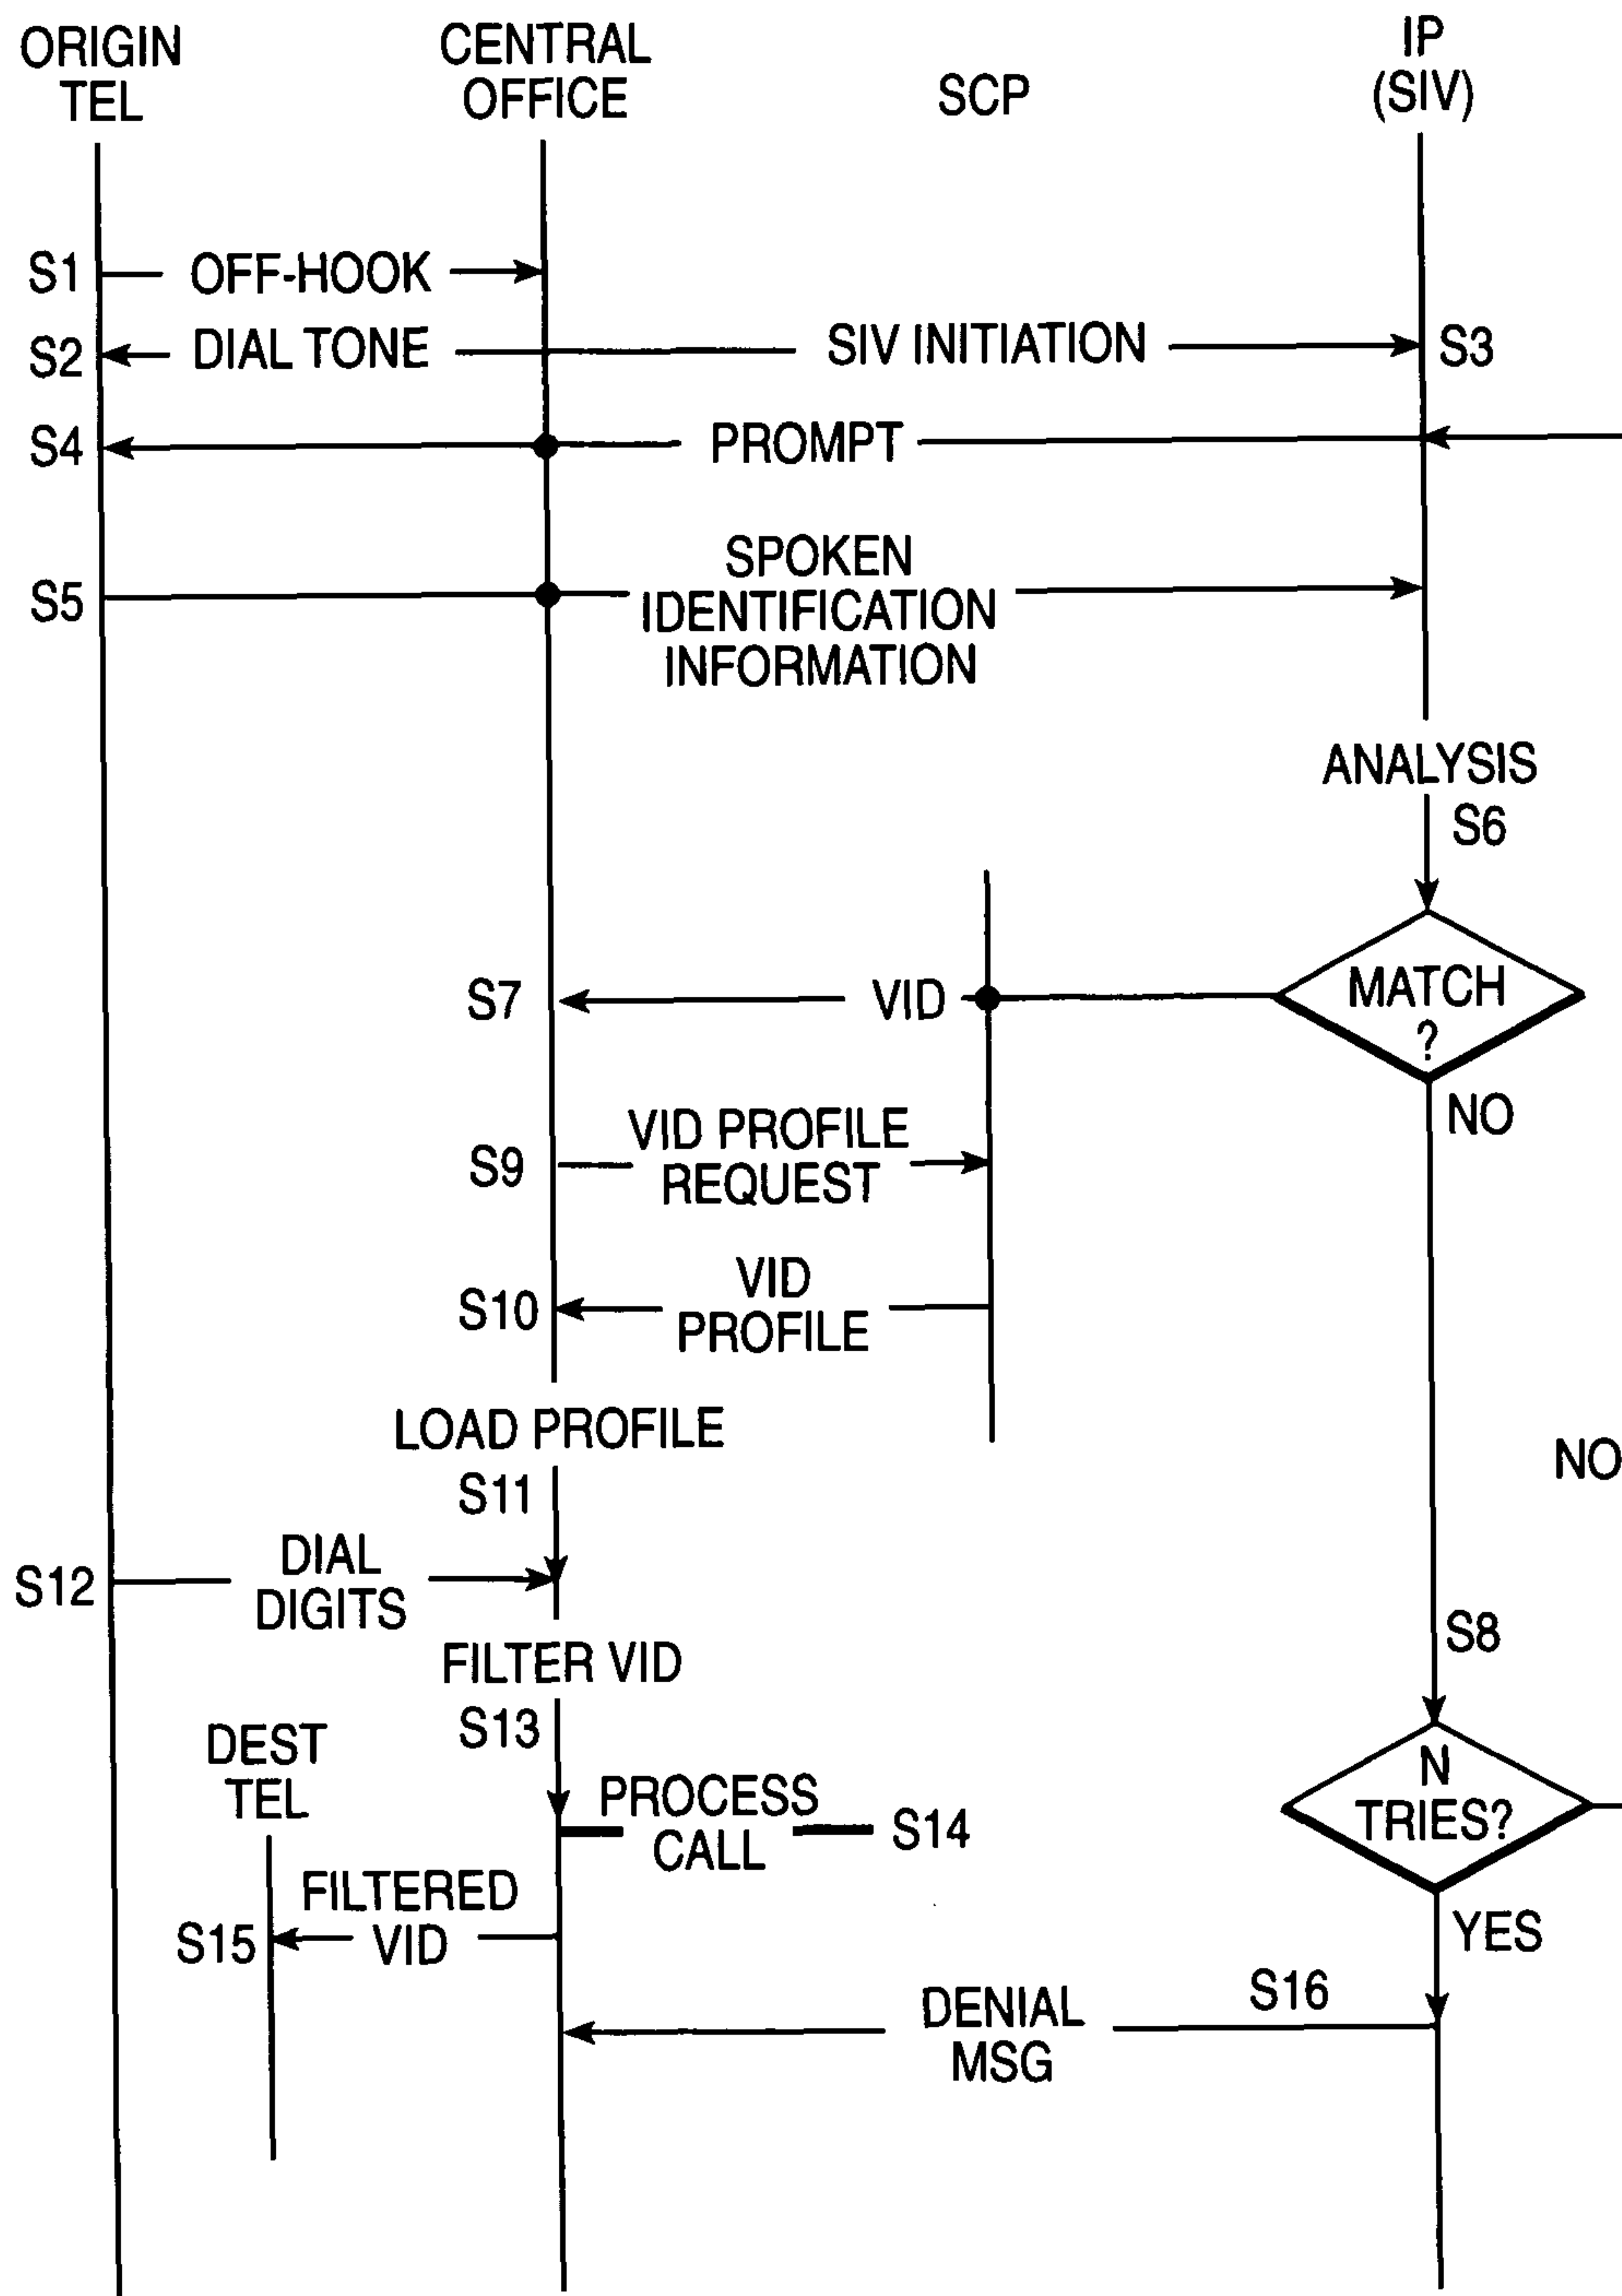 ORIGIN
TEL
CENTRAL
OFFICE
SCP
IP
(SIV)
S1
OFF-HOOK
S2
DIAL TONE
SIV INITIATION
S3
S4
PROMPT
S5
SPOKEN
IDENTIFICATION
INFORMATION
ANALYSIS
S6
S7
VID
MATCH
?
NO
S9
VID PROFILE
REQUEST
S10
VID
PROFILE
LOAD PROFILE
S11
NO
S12
DIAL
DIGITS
S8
FILTER VID
S13
DEST
TEL
N
TRIES?
PROCESS
CALL
S14
FILTERED
VID
S15
YES
S16
DENIAL
MSG